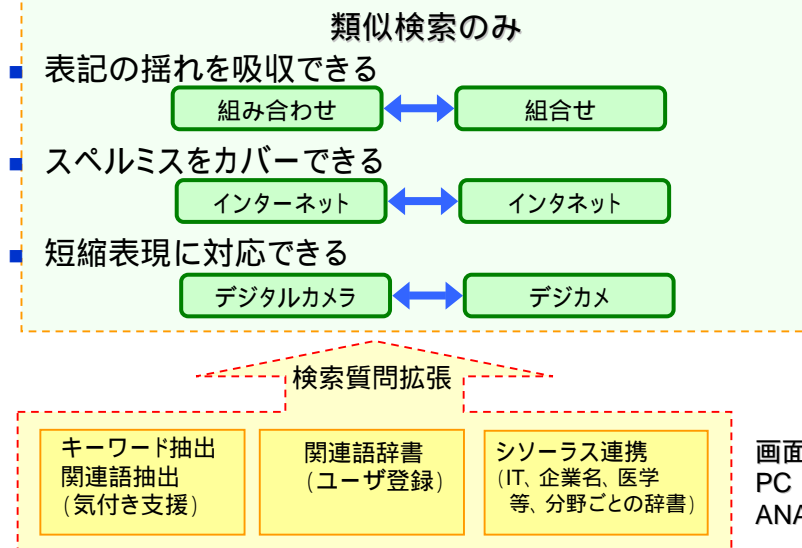 類似検索のみ
表記の揺れを吸収できる
組み合わせ 組合せ
スペルミスをカバーできる
インターネット インタネット
短縮表現に対応できる
デジタルカメラ デジカメ
検索質問拡張
キーワード抽出
関連語抽出
(気付き支援)
関連語辞書
(ユーザ登録)
シソーラス連携
(IT、企業名、医学
等、分野ごとの辞書)
画面
PC
ANA